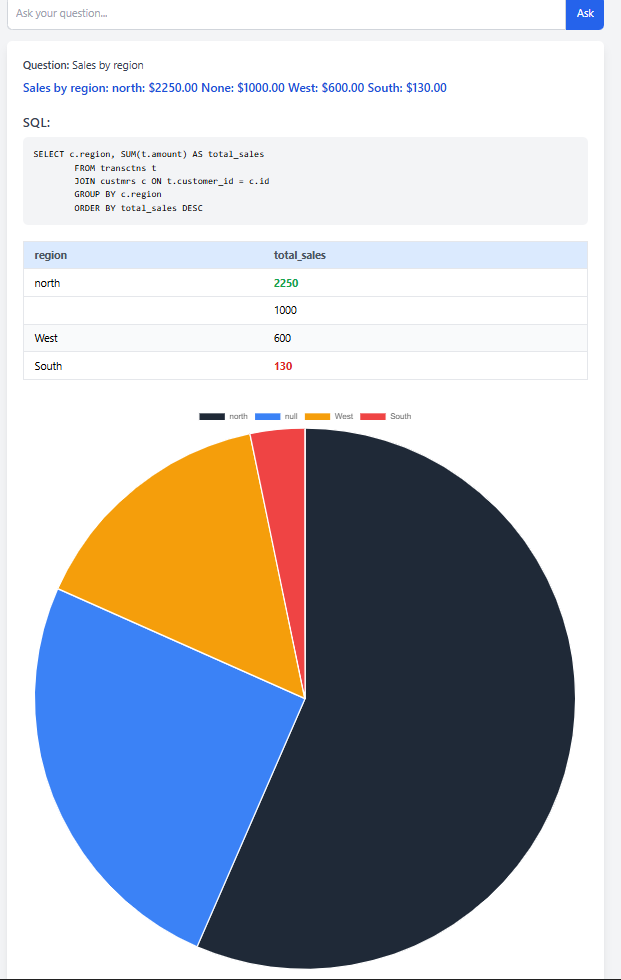 Ask your question...
Ask
Question: Sales by region
Sales by region: north: $2250.00 None: $1000.00 West: $600.00 South: $130.00
SQL:
SELECT c.region, SUM(t.amount) AS total_sales
FROM transctns t
JOIN custmrs c ON t.customer_id = c.id
GROUP BY c.region
ORDER BY total_sales DESC
region total_sales
north 2250
1000
West 600
South 130
north null West South